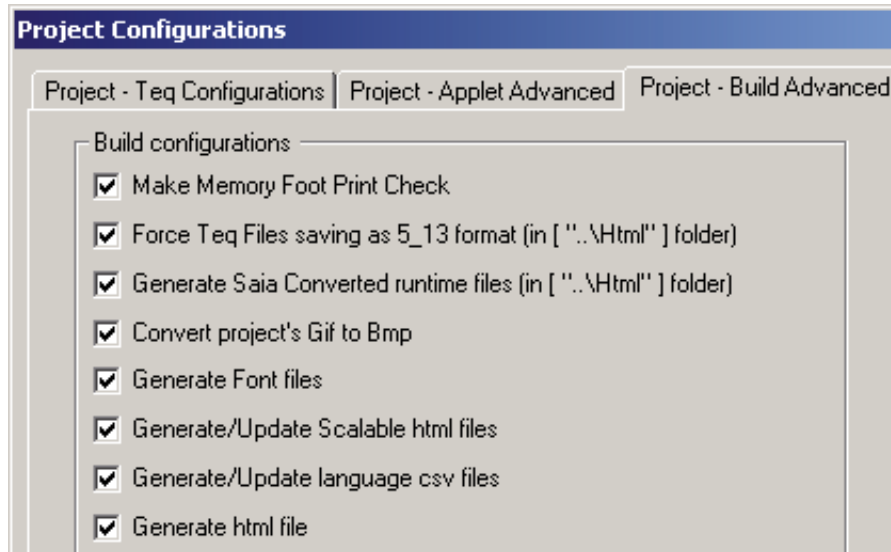 Project Configurations
Project - Teq Configurations Project - Applet Advanced Project - Build Advanced
Build configurations
Make Memory Foot Print Check
Force Teq Files saving as 5_13 format (in [ "..\Html" ] folder)
Generate Saia Converted runtime files (in [ "..\Html" ] folder)
Convert project's Gif to Bmp
Generate Font files
Generate/Update Scalable html files
Generate/Update language csv files
Generate html file